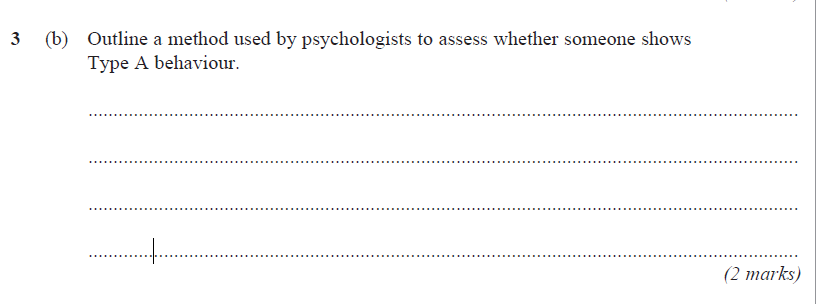 3 (b) Outline a method used by psychologists to assess whether someone shows
Type A behaviour.
................................................................................
................................................................................
................................................................................
................................................................................
(2 marks)